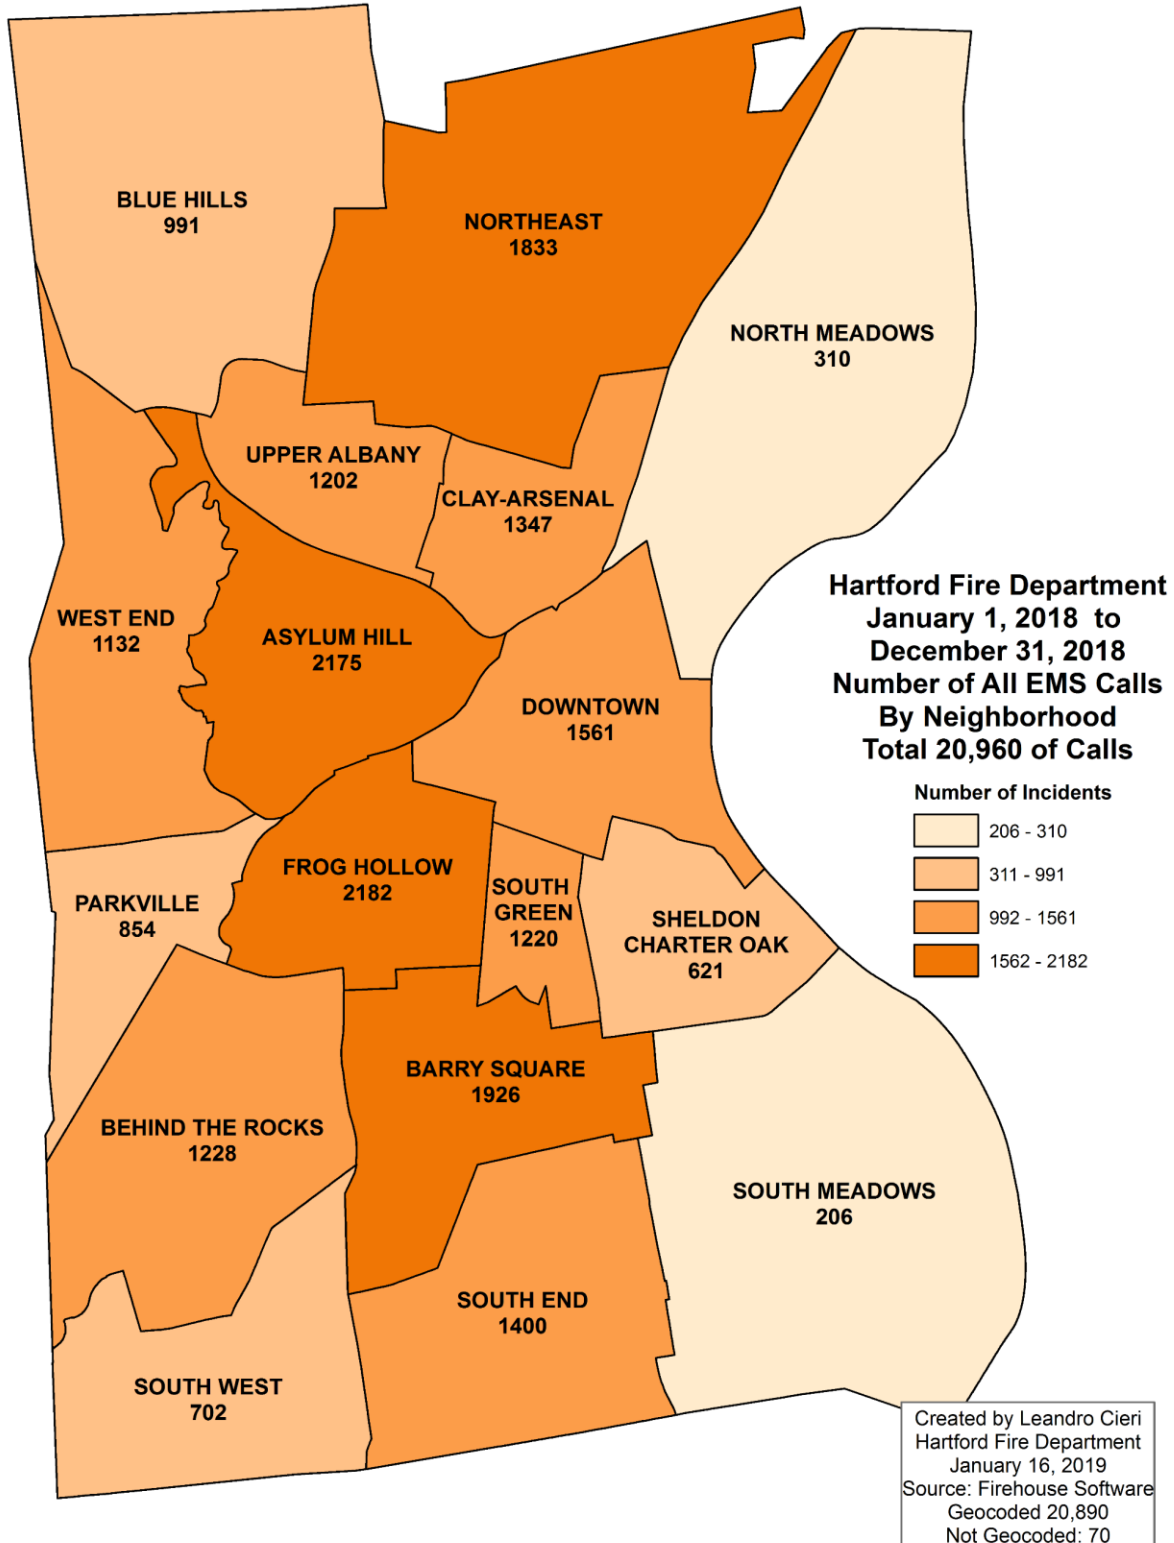 BLUE HILLS
991
NORTHEAST
1833
NORTH MEADOWS
310
UPPER ALBANY
1202
CLAY-ARSENAL
1347
WEST END
1132
ASYLUM HILL
2175
DOWNTOWN
1561
Hartford Fire Department
January 1, 2018 to
December 31, 2018
Number of All EMS Calls
By Neighborhood
Total 20,960 of Calls
Number of Incidents
206 - 310
311 - 991
992 - 1561
1562 - 2182
FROG HOLLOW
2182
SOUTH
GREEN
1220
PARKVILLE
854
SHELDON
CHARTER OAK
621
BARRY SQUARE
1926
BEHIND THE ROCKS
1228
SOUTH MEADOWS
206
SOUTH END
1400
SOUTH WEST
702
Created by Leandro Cieri
Hartford Fire Department
January 16, 2019
Source: Firehouse Software
Geocoded 20,890
Not Geocoded: 70